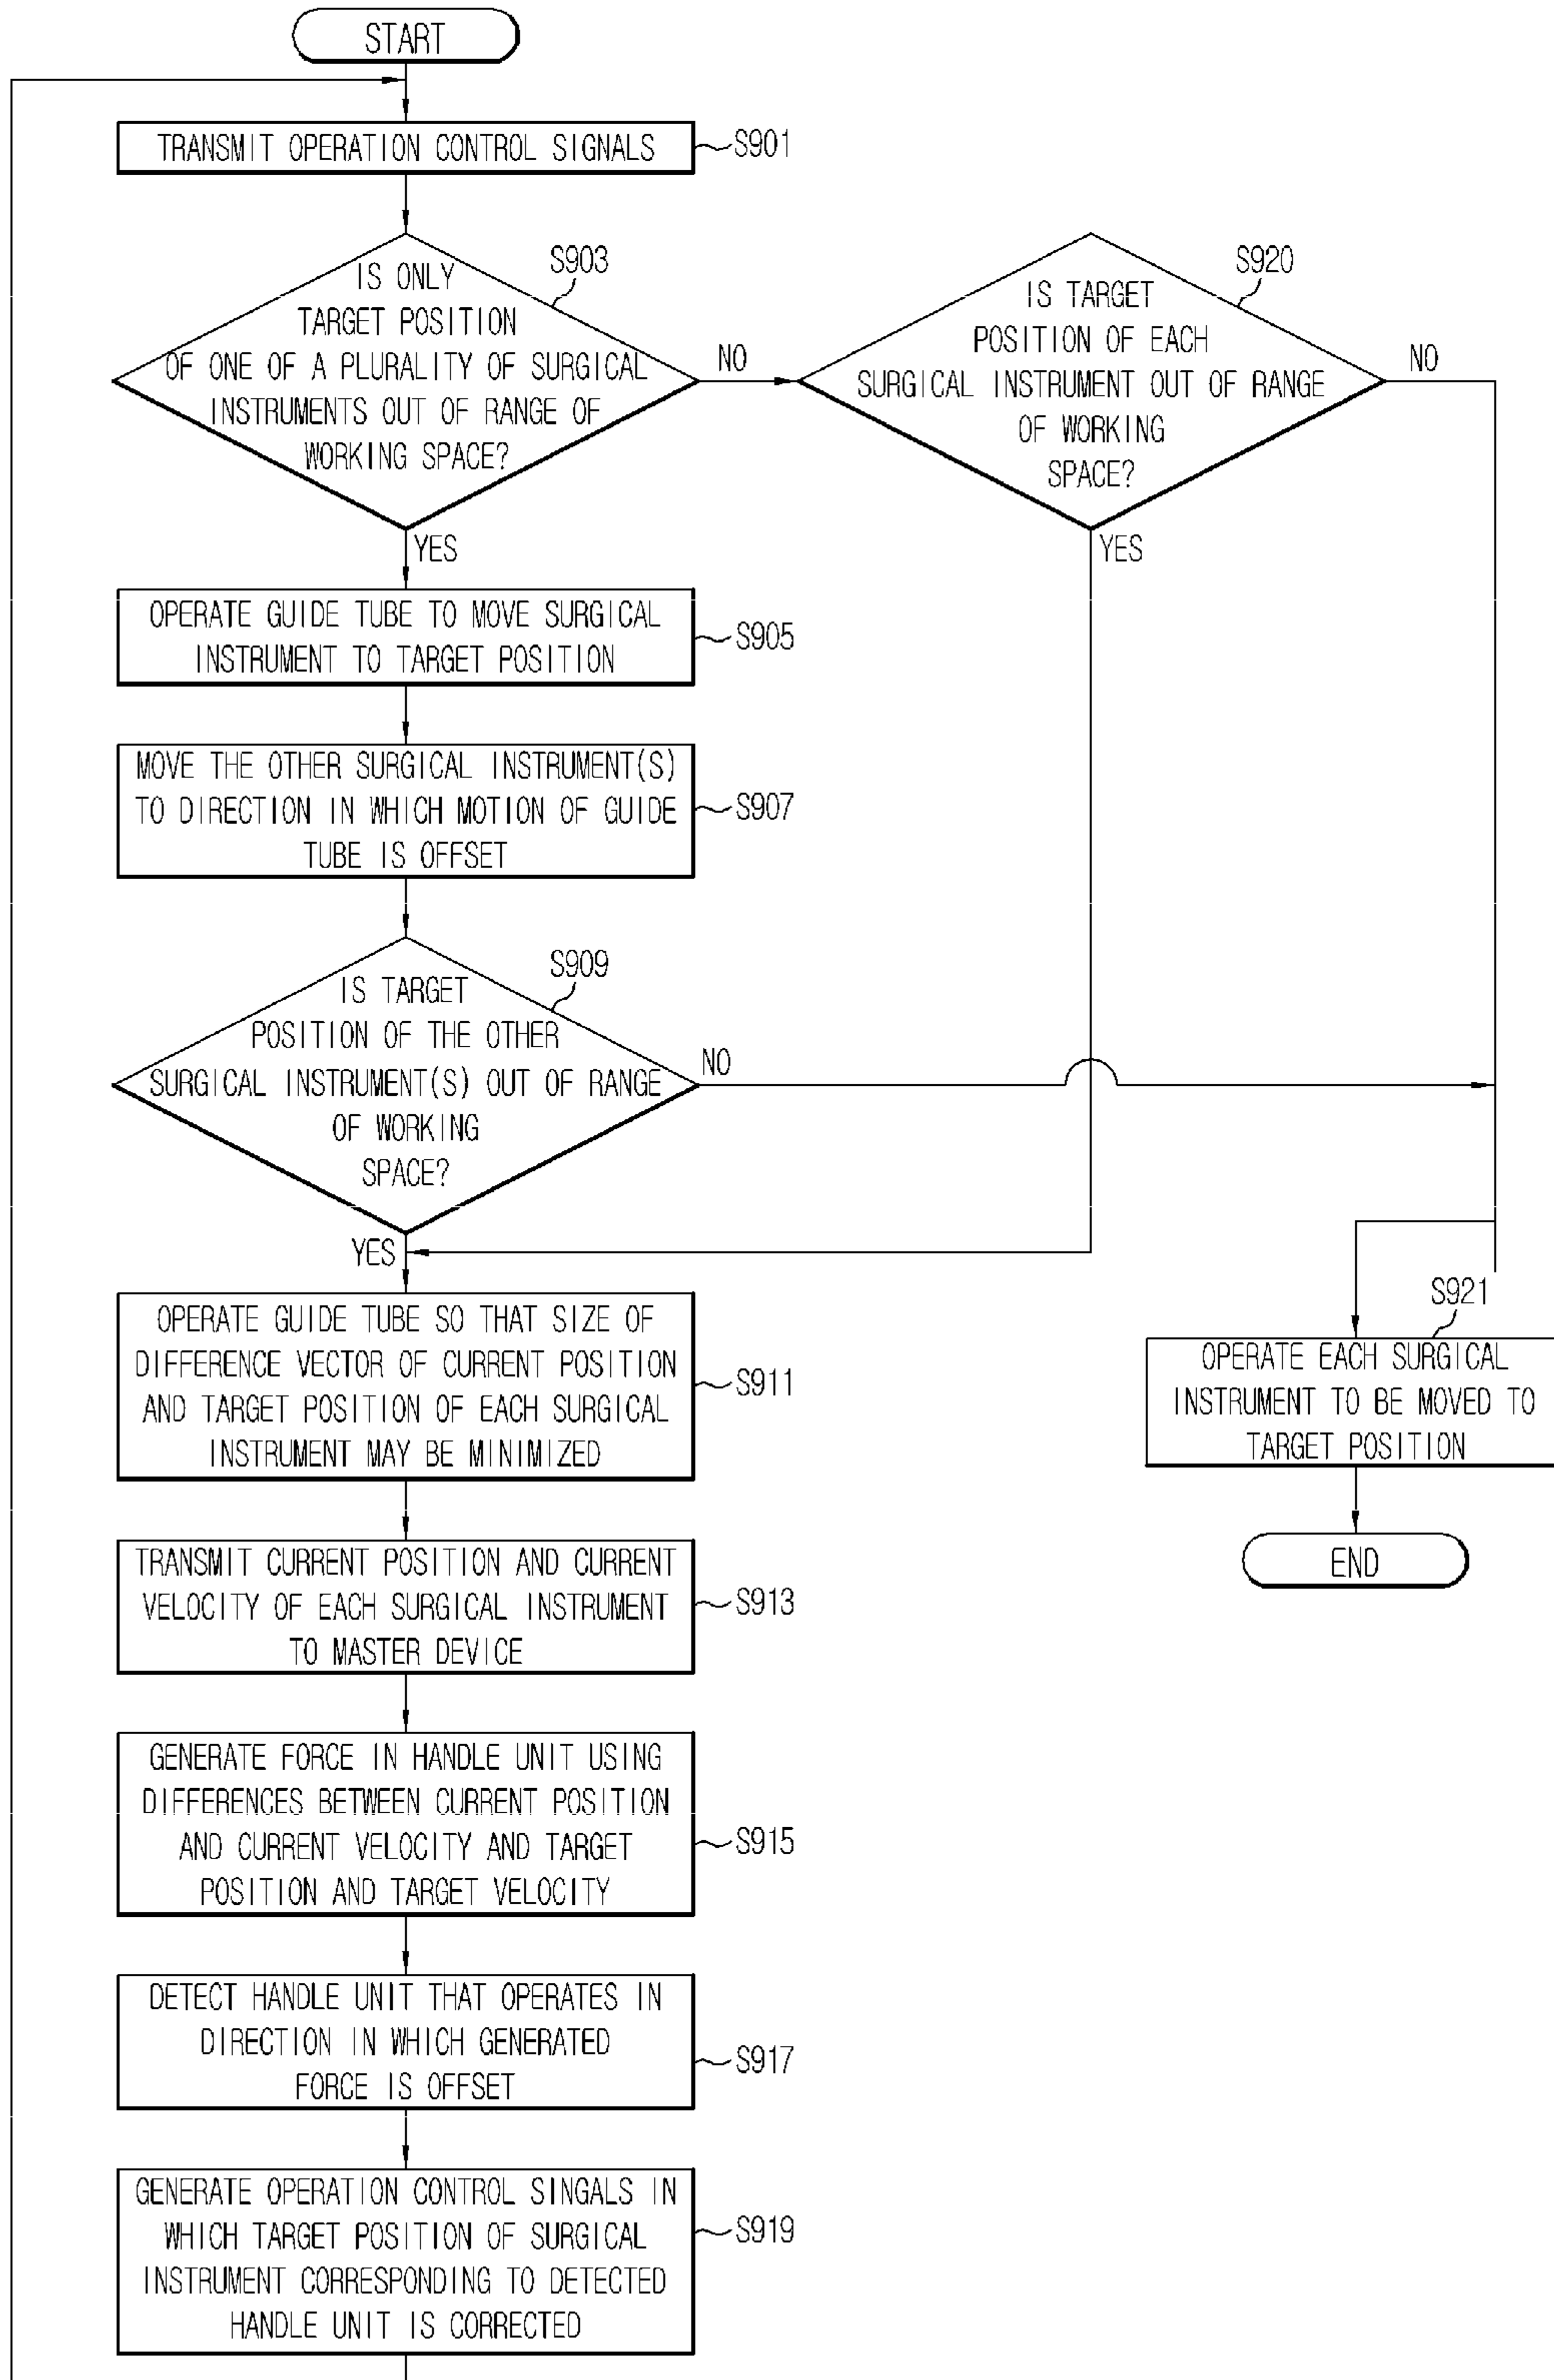 START
TRANSMIT OPERATION CONTROL SIGNALS
S901
IS ONLY
TARGET POSITION
OF ONE OF A PLURALITY OF SURGICAL
INSTRUMENTS OUT OF RANGE OF
WORKING SPACE?
S903
NO
YES
IS TARGET
POSITION OF EACH
SURGICAL INSTRUMENT OUT OF RANGE
OF WORKING
SPACE?
S920
NO
YES
OPERATE GUIDE TUBE TO MOVE SURGICAL
INSTRUMENT TO TARGET POSITION
S905
MOVE THE OTHER SURGICAL INSTRUMENT(S)
TO DIRECTION IN WHICH MOTION OF GUIDE
TUBE IS OFFSET
S907
IS TARGET
POSITION OF THE OTHER
SURGICAL INSTRUMENT(S) OUT OF RANGE
OF WORKING
SPACE?
S909
NO
YES
OPERATE GUIDE TUBE SO THAT SIZE OF
DIFFERENCE VECTOR OF CURRENT POSITION
AND TARGET POSITION OF EACH SURGICAL
INSTRUMENT MAY BE MINIMIZED
S911
S921
OPERATE EACH SURGICAL
INSTRUMENT TO BE MOVED TO
TARGET POSITION
END
TRANSMIT CURRENT POSITION AND CURRENT
VELOCITY OF EACH SURGICAL INSTRUMENT
TO MASTER DEVICE
S913
GENERATE FORCE IN HANDLE UNIT USING
DIFFERENCES BETWEEN CURRENT POSITION
AND CURRENT VELOCITY AND TARGET
POSITION AND TARGET VELOCITY
S915
DETECT HANDLE UNIT THAT OPERATES IN
DIRECTION IN WHICH GENERATED
FORCE IS OFFSET
S917
GENERATE OPERATION CONTROL SINGALS IN
WHICH TARGET POSITION OF SURGICAL
INSTRUMENT CORRESPONDING TO DETECTED
HANDLE UNIT IS CORRECTED
S919